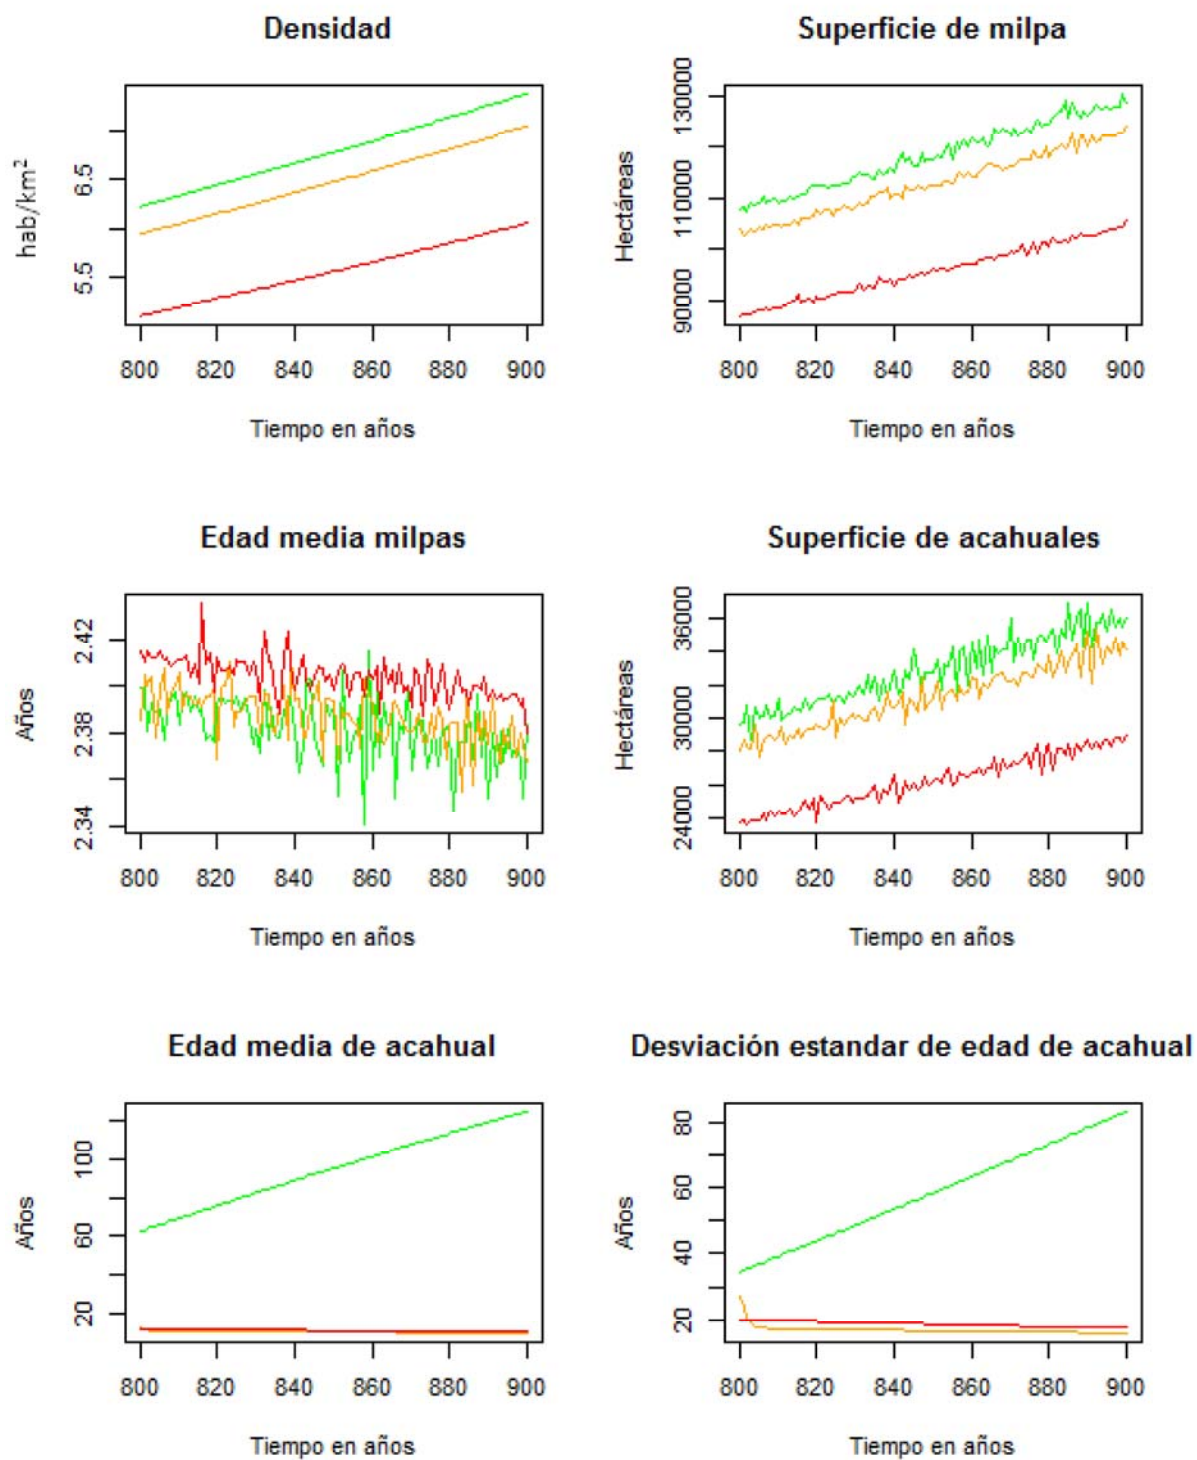 Densidad
hab/km²
6.5
5.5
800 820 840 860 880 900
Tiempo en años
Superficie de milpa
Hectáreas
130000
110000
90000
800 820 840 860 880 900
Tiempo en años
Edad media milpas
Años
2.42
2.38
2.34
800 820 840 860 880 900
Tiempo en años
Superficie de acahuales
Hectáreas
36000
30000
24000
800 820 840 860 880 900
Tiempo en años
Edad media de acahual
Años
100
60
20
800 820 840 860 880 900
Tiempo en años
Desviación estandar de edad de acahual
Años
80
60
40
20
800 820 840 860 880 900
Tiempo en años